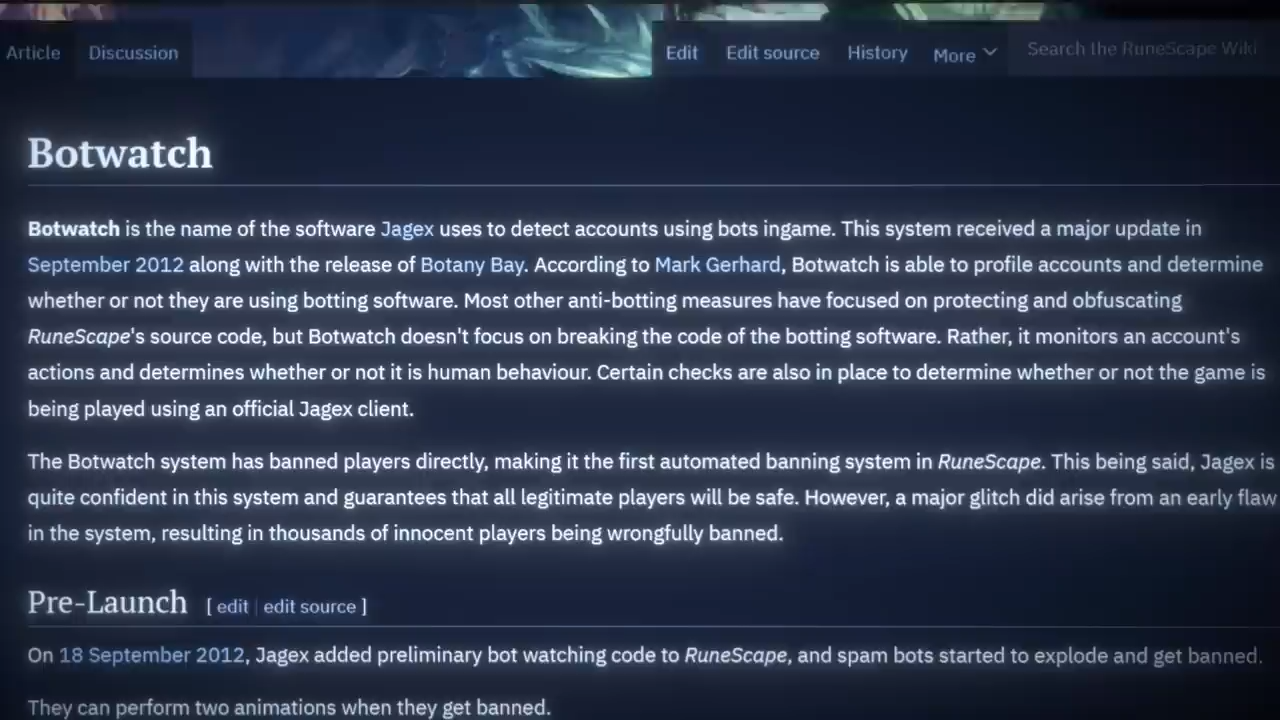 Article Discussion Edit Edit source History More Search the RuneScape Wiki
Botwatch
Botwatch is the name of the software Jagex uses to detect accounts using bots ingame. This system received a major update in
September 2012 along with the release of Botany Bay. According to Mark Gerhard, Botwatch is able to profile accounts and determine
whether or not they are using botting software. Most other anti-botting measures have focused on protecting and obfuscating
RuneScape's source code, but Botwatch doesn't focus on breaking the code of the botting software. Rather, it monitors an account's
actions and determines whether or not it is human behaviour. Certain checks are also in place to determine whether or not the game is
being played using an official Jagex client.
The Botwatch system has banned players directly, making it the first automated banning system in RuneScape. This being said, Jagex is
quite confident in this system and guarantees that all legitimate players will be safe. However, a major glitch did arise from an early flaw
in the system, resulting in thousands of innocent players being wrongfully banned.
Pre-Launch [ edit | edit source ]
On 18 September 2012, Jagex added preliminary bot watching code to RuneScape, and spam bots started to explode and get banned.
They can perform two animations when they get banned.